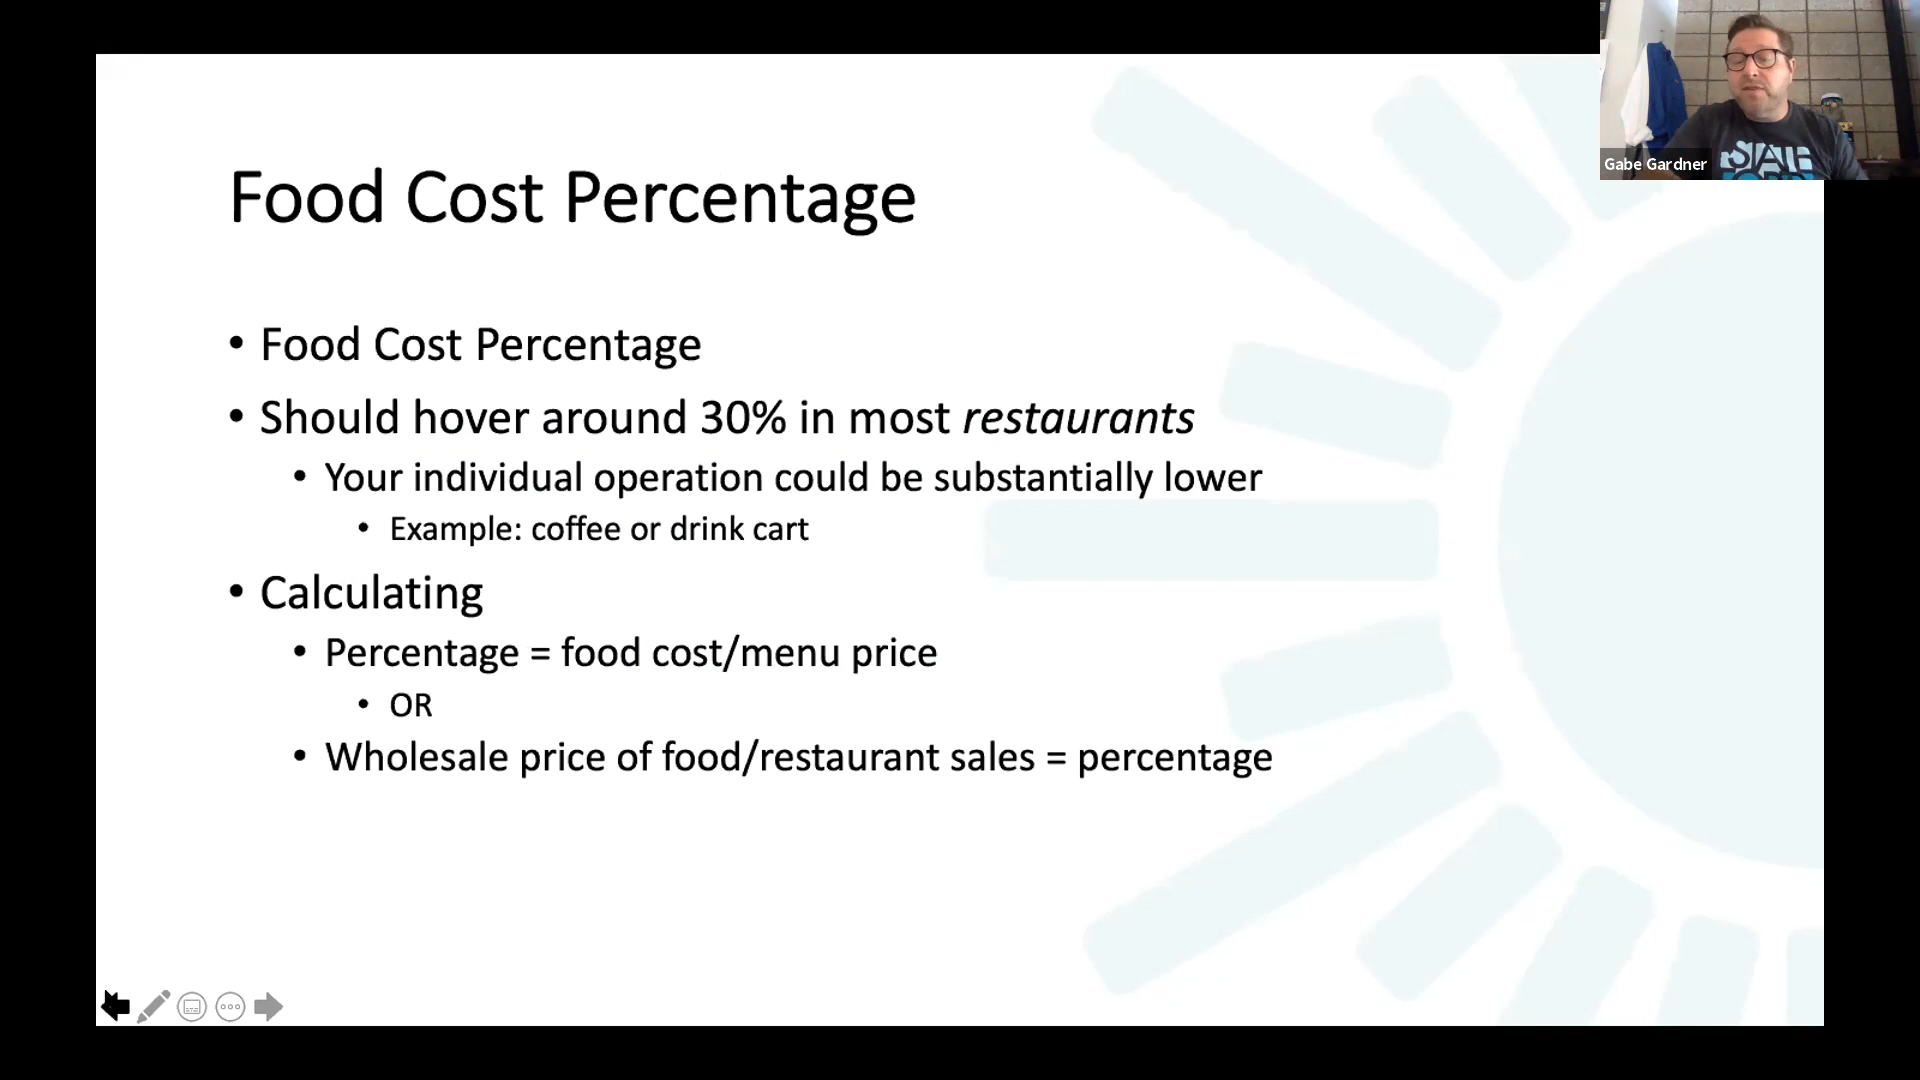 Gabe Gardner
STATE
Food Cost Percentage
• Food Cost Percentage
• Should hover around 30% in most restaurants
• Your individual operation could be substantially lower
• Example: coffee or drink cart
• Calculating
• Percentage = food cost/menu price
• OR
• Wholesale price of food/restaurant sales = percentage